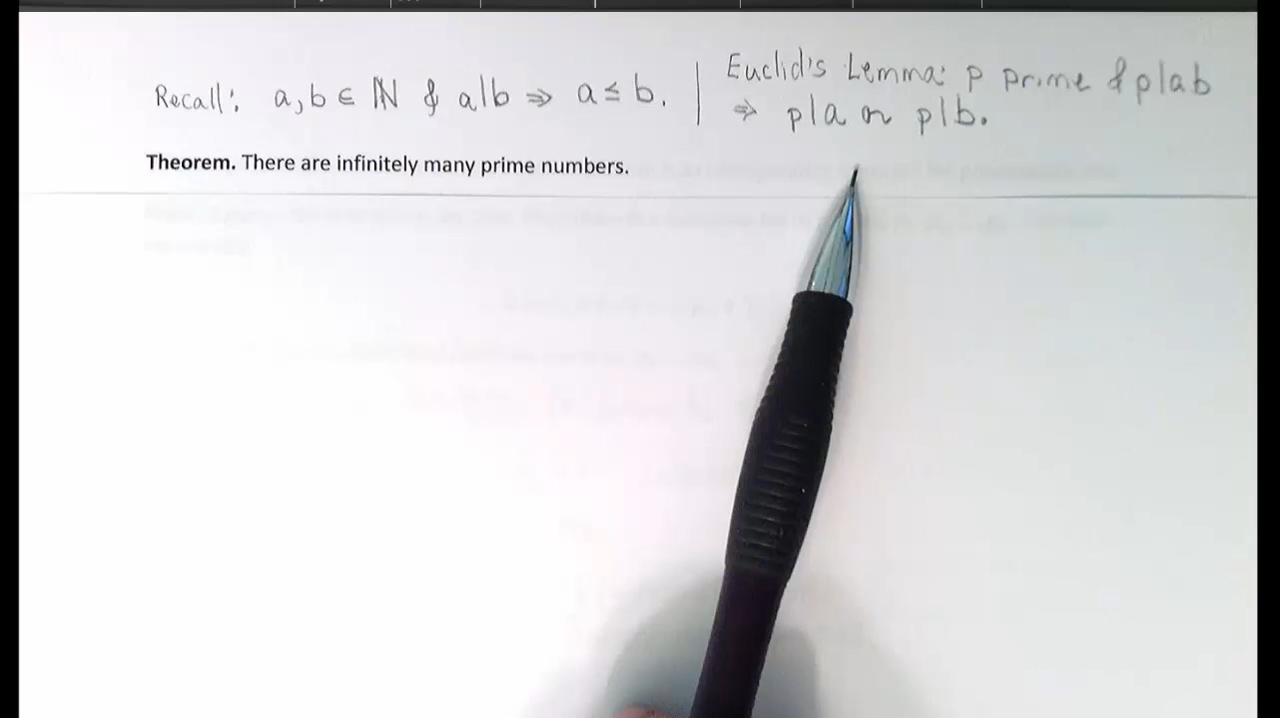 Recall: a, b ∈ ℕ & a|b ⇒ a ≤ b.
Euclid's Lemma: p prime & p|ab
⇒ p|a or p|b.
Theorem. There are infinitely many prime numbers.